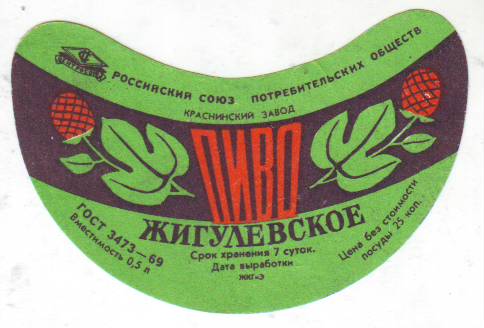 РОССИЙСКИЙ СОЮЗ ПОТРЕБИТЕЛЬСКИХ ОБЩЕСТВ
КРАСНИНСКИЙ ЗАВОД
ПИВО
ЖИГУЛЕВСКОЕ
ГОСТ 3473—69
Вместимость 0,5 л
Срок хранения 7 суток.
Дата выработки
ЖИГ-Э
Цена без стоимости
посуды 25 коп.